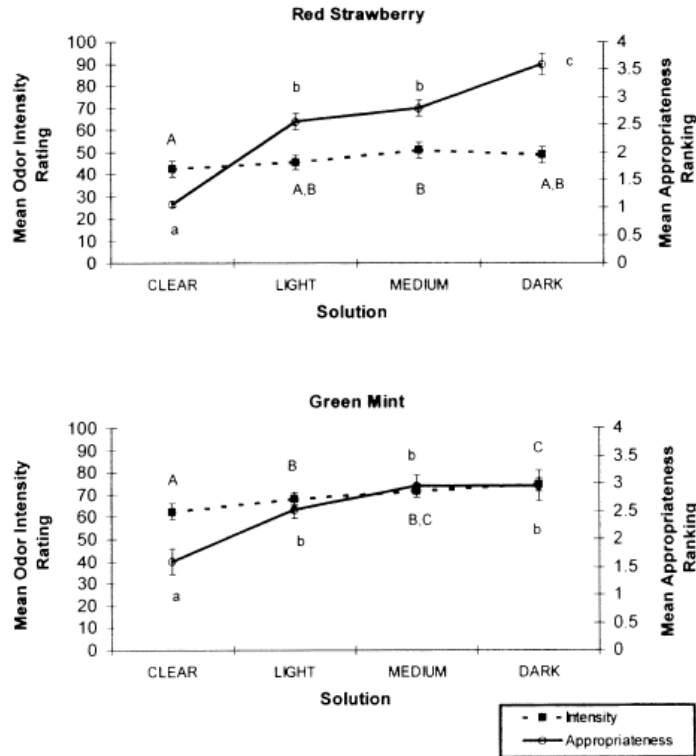 Red Strawberry
Mean Odor Intensity
Rating
100
90
80
70
60
50
40
30
20
10
0
A
b
b
c
a
A,B
B
A,B
4
3.5
3
2.5
2
1.5
1
0.5
0
Mean Appropriateness
Ranking
CLEAR LIGHT MEDIUM DARK
Solution
Green Mint
Mean Odor Intensity
Rating
100
90
80
70
60
50
40
30
20
10
0
A
B
b
C
a
b
B,C
b
4
3.5
3
2.5
2
1.5
1
0.5
0
Mean Appropriateness
Ranking
CLEAR LIGHT MEDIUM DARK
Solution
Intensity
Appropriateness